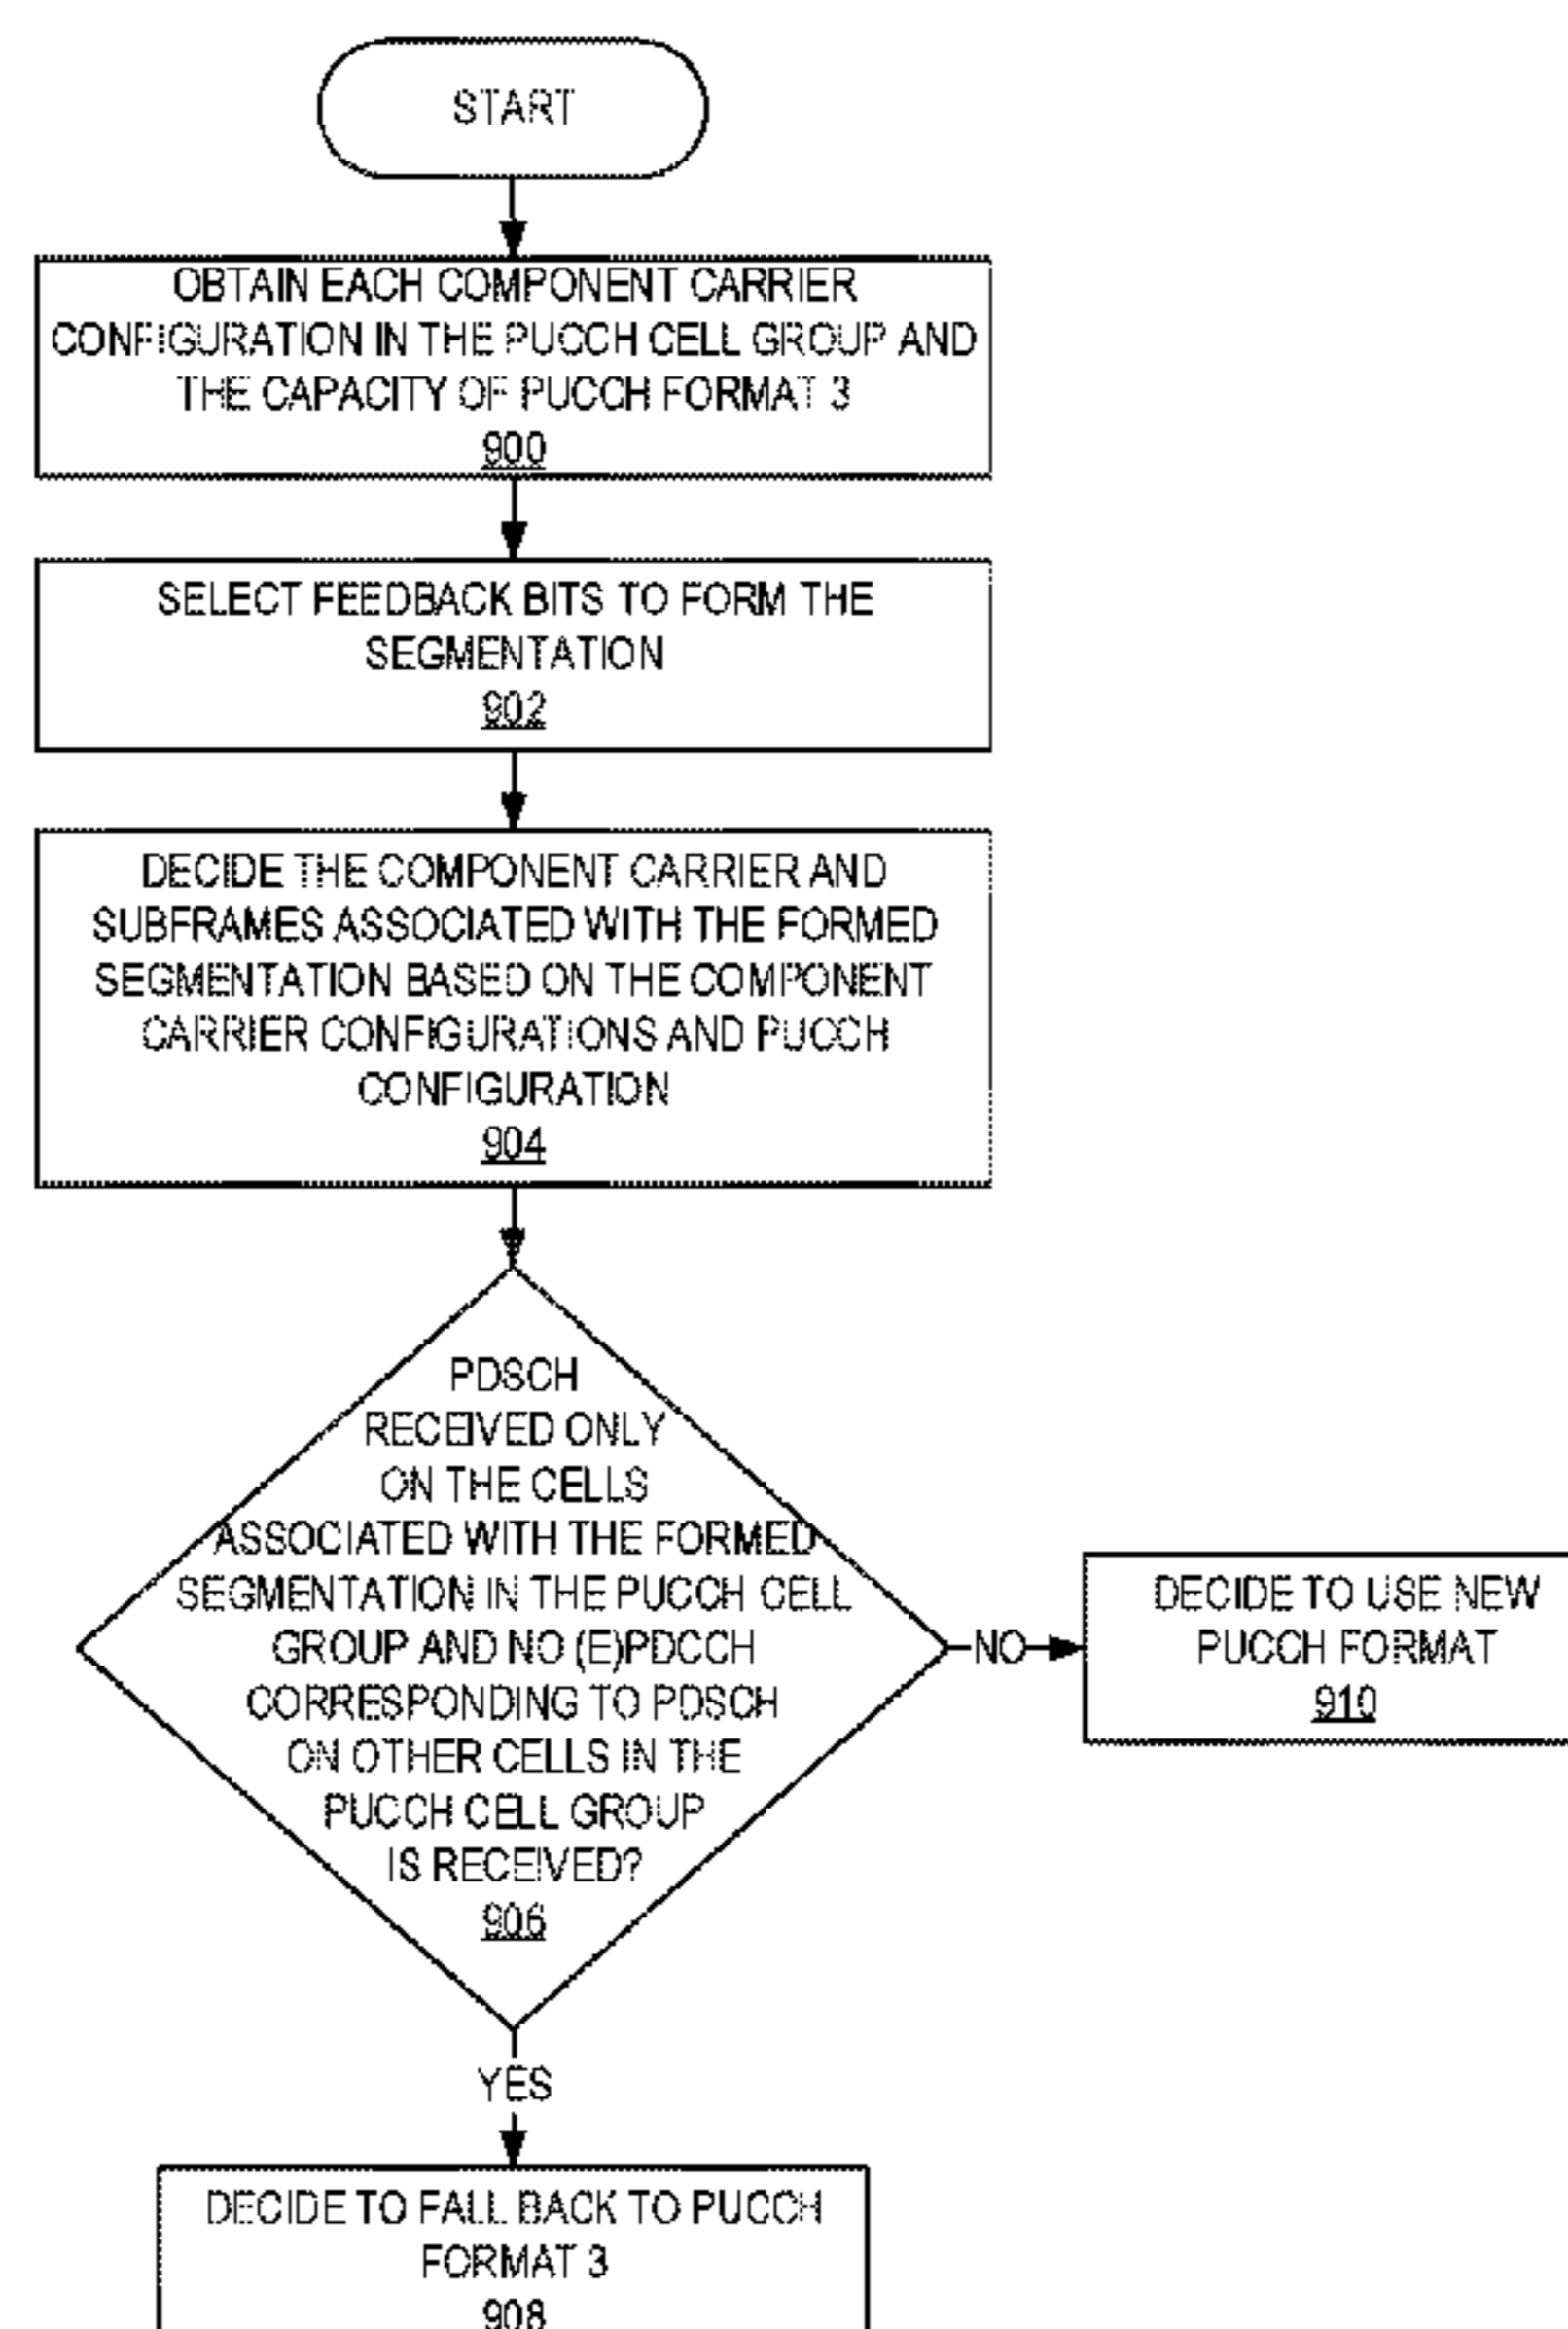 START
OBTAIN EACH COMPONENT CARRIER
CONFIGURATION IN THE PUCCH CELL GROUP AND
THE CAPACITY OF PUCCH FORMAT 3
900
SELECT FEEDBACK BITS TO FORM THE
SEGMENTATION
902
DECIDE THE COMPONENT CARRIER AND
SUBFRAMES ASSOCIATED WITH THE FORMED
SEGMENTATION BASED ON THE COMPONENT
CARRIER CONFIGURATIONS AND PUCCH
CONFIGURATION
904
PDSCH
RECEIVED ONLY
ON THE CELLS
ASSOCIATED WITH THE FORMED
SEGMENTATION IN THE PUCCH CELL
GROUP AND NO (E)PDCCH
CORRESPONDING TO PDSCH
ON OTHER CELLS IN THE
PUCCH CELL GROUP
IS RECEIVED?
906
NO
DECIDE TO USE NEW
PUCCH FORMAT
910
YES
DECIDE TO FALL BACK TO PUCCH
FORMAT 3
908